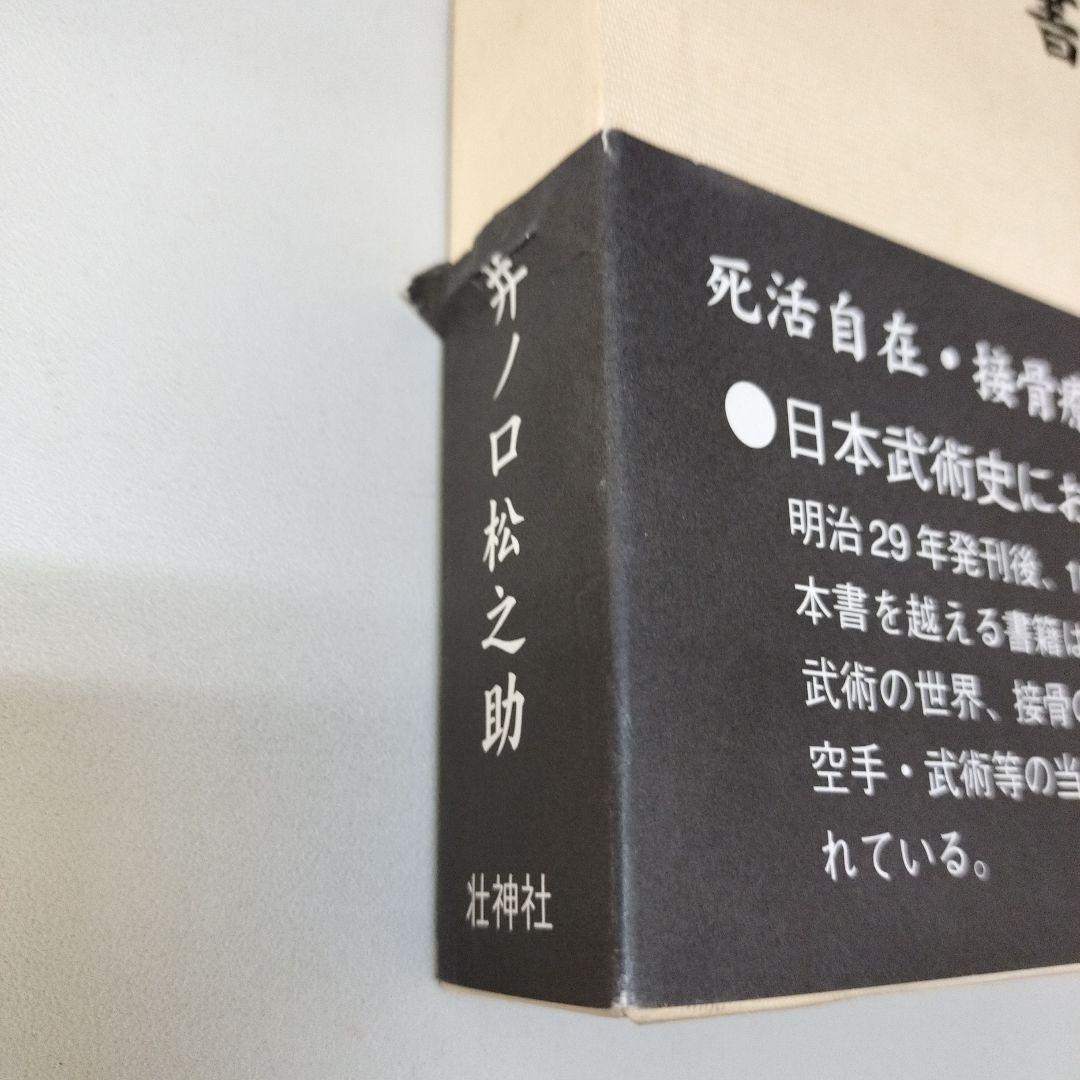 井ノ口松之助
壮神社
死活自在・接骨療
●日本武術史にお
明治29年発刊後、
本書を越える書籍は
武術の世界、接骨の
空手・武術等の当
れている。